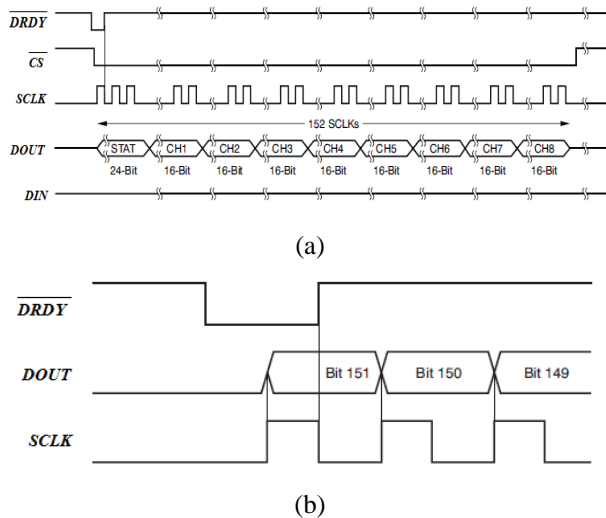 DRDY
CS
SCLK
152 SCLKs
DOUT STAT CH1 CH2 CH3 CH4 CH5 CH6 CH7 CH8
24-Bit 16-Bit 16-Bit 16-Bit 16-Bit 16-Bit 16-Bit 16-Bit 16-Bit
DIN
(a)
DRDY
DOUT Bit 151 Bit 150 Bit 149
SCLK
(b)